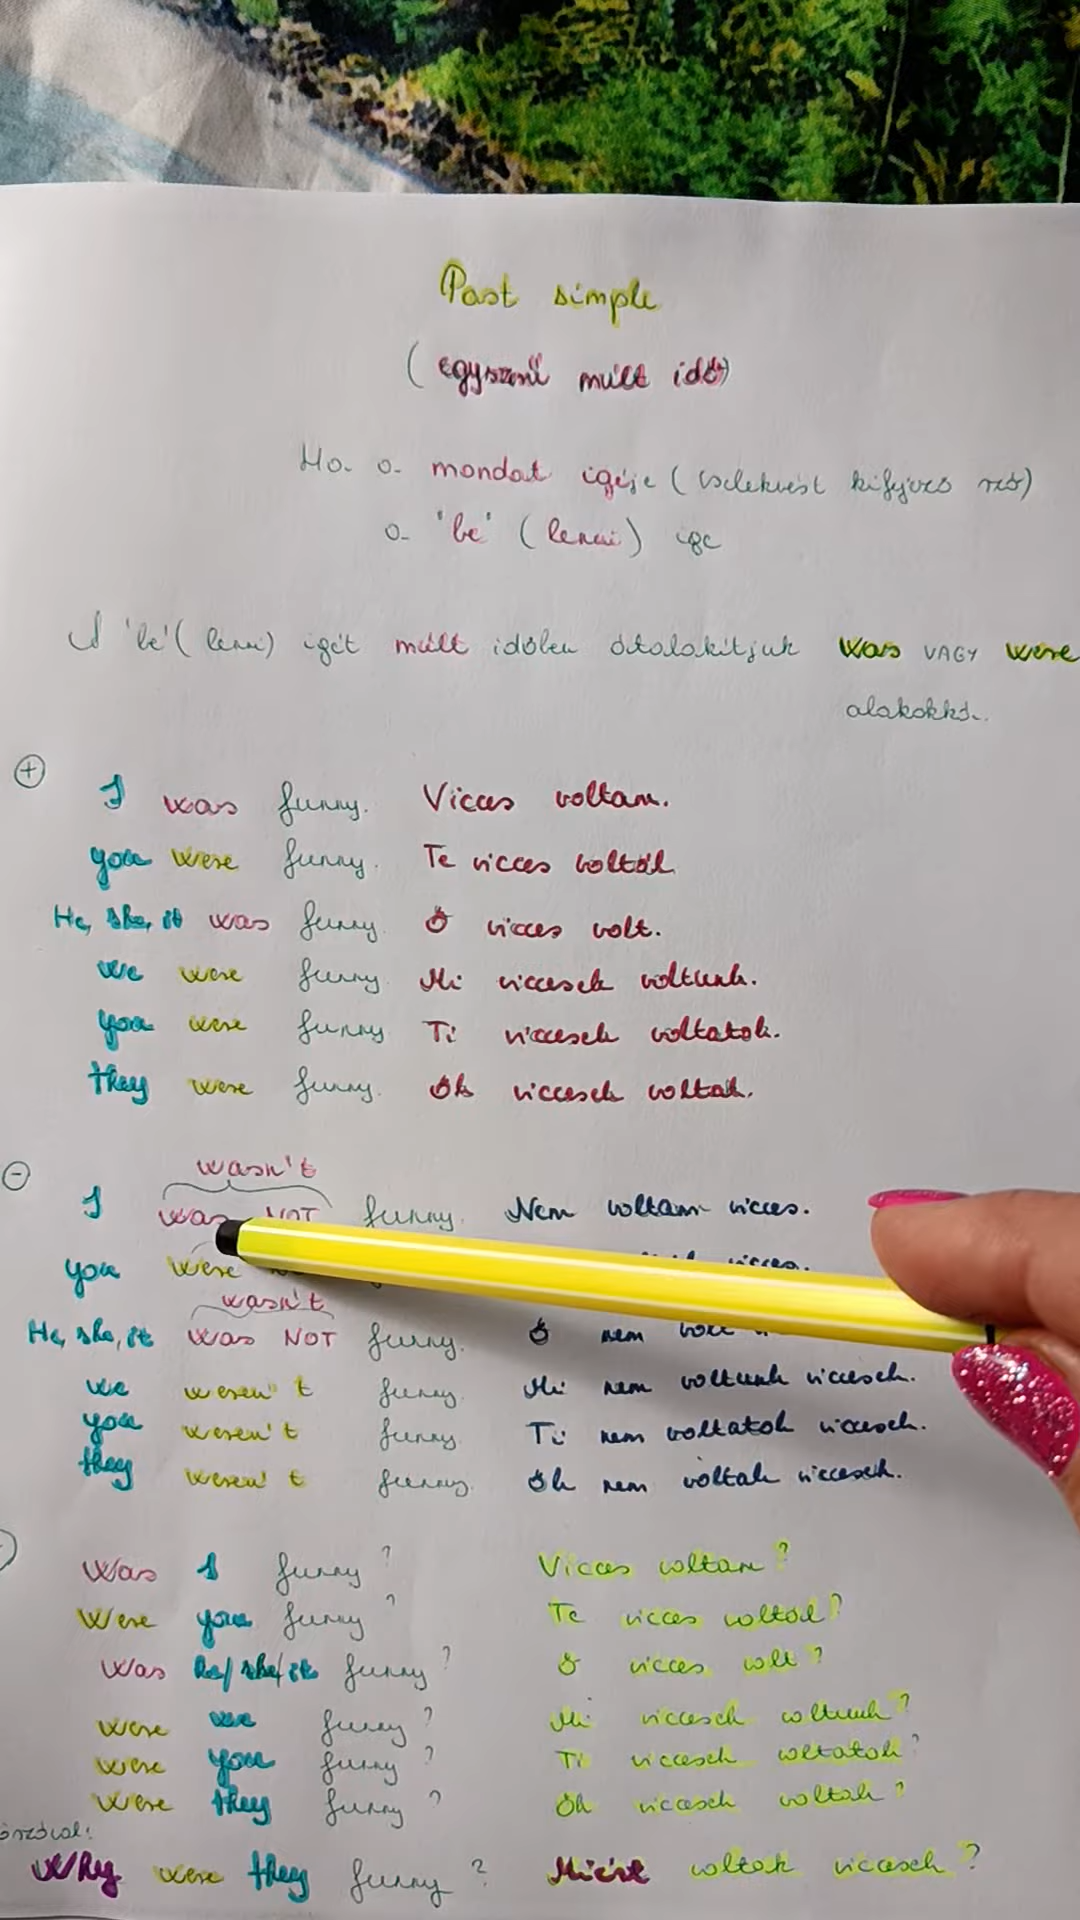 Past simple
(egyszerű múlt idő)
Ha a mondat igéje (cselekvést kifejező szó)
a 'be' (lenni) ige
A 'be' (lenni) igét múlt időben átalakítjuk was VAGY were
alakokká.
+
I was funny. Vicces voltam.
you were funny. Te vicces voltál
He, she, it was funny. Ő vicces volt.
we were funny. Mi viccesek voltunk.
you were funny. Ti viccesek voltatok.
they were funny. Ők viccesek voltak.
-
wasn't
I was NOT funny. Nem voltam vicces.
you were vicces.
wasn't
He, she, it was NOT funny. Ő nem volt
we weren't funny. Mi nem voltunk viccesek.
you weren't funny. Ti nem voltatok viccesek.
they weren't funny. Ők nem voltak viccesek.
Was I funny? Vicces voltam?
Were you funny? Te vicces voltál?
Was he/she/it funny? Ő vicces volt?
were we funny? Mi viccesek voltunk?
were you funny? Ti viccesek voltatok?
were they funny? Ők viccesek voltak?
Why were they funny? Miért voltak viccesek?